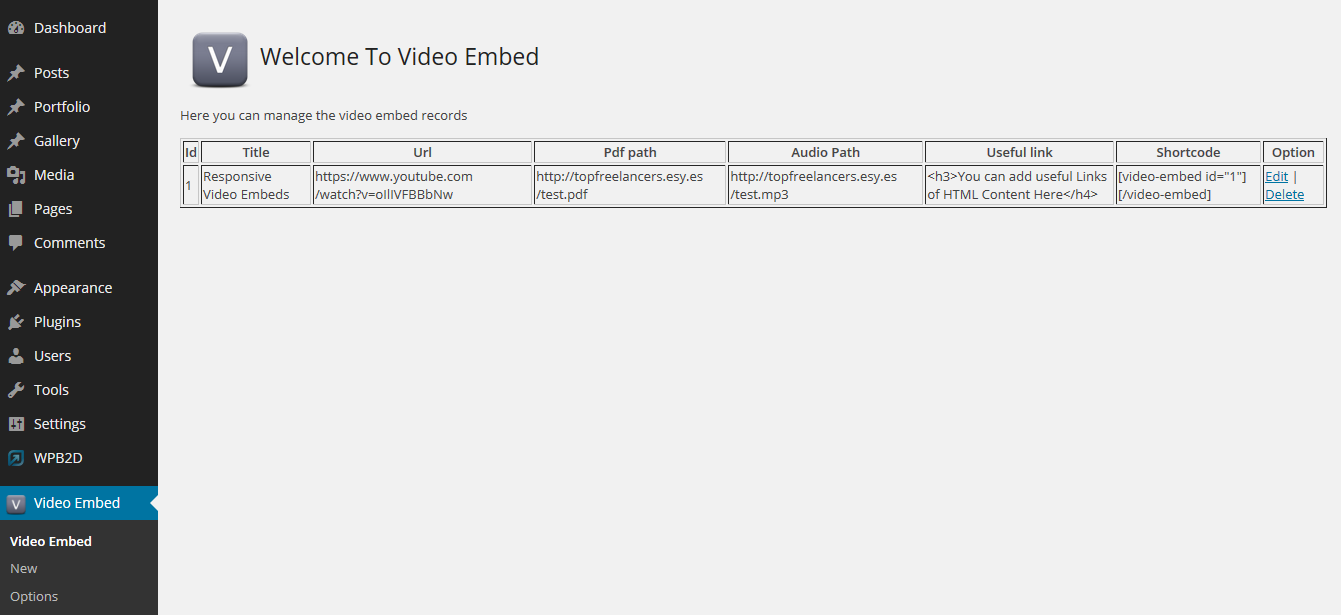 Dashboard
Posts
Portfolio
Gallery
Media
Pages
Comments
Appearance
Plugins
Users
Tools
Settings
WPB2D
V Video Embed
Video Embed
New
Options
V Welcome To Video Embed
Here you can manage the video embed records
Id Title Url Pdf path Audio Path Useful link Shortcode Option
1 Responsive https://www.youtube.com http://topfreelancers.esy.es http://topfreelancers.esy.es <h3>You can add useful Links [video-embed id="1"] Edit |
Video Embeds /watch?v=oIlIVFBBbNw /test.pdf /test.mp3 of HTML Content Here</h4> [/video-embed] Delete